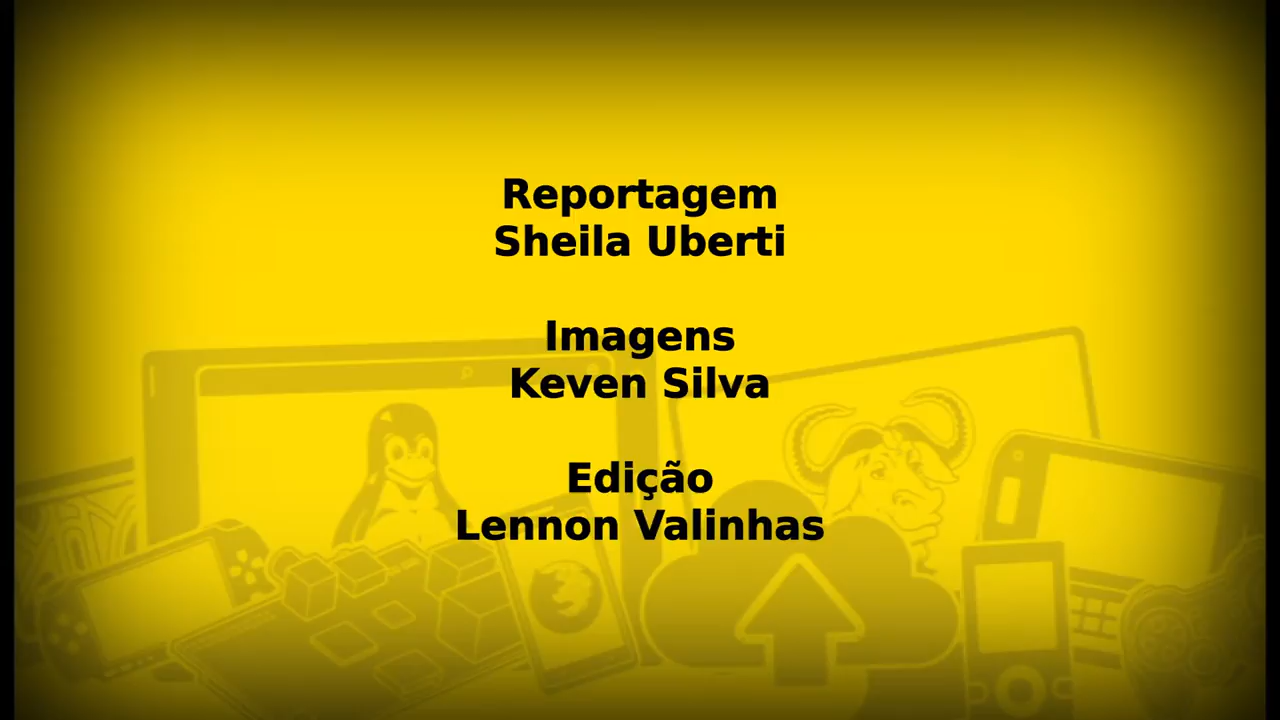 Reportagem
Sheila Uberti
Imagens
Keven Silva
Edição
Lennon Valinhas